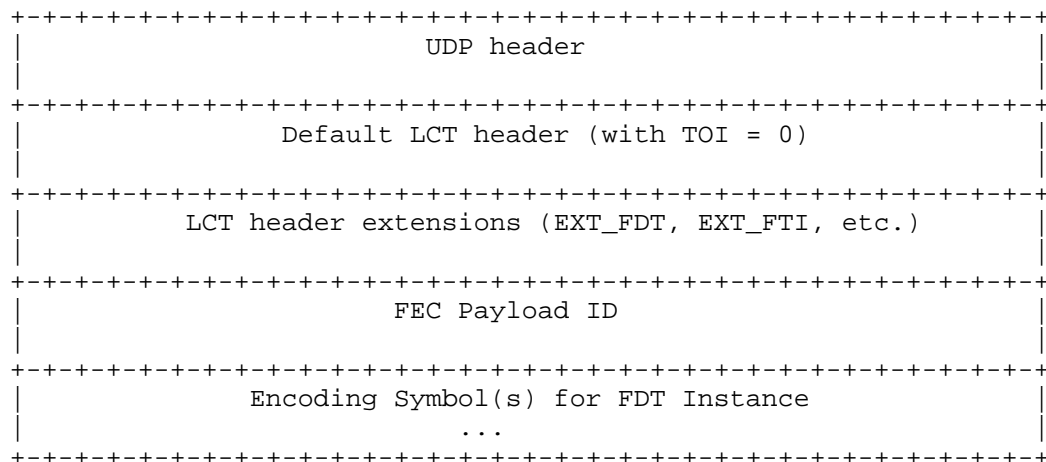 +-+-+-+-+-+-+-+-+-+-+-+-+-+-+-+-+-+-+-+-+-+-+-+-+-+-+-+-+-+-+-+-+
| UDP header |
| |
+-+-+-+-+-+-+-+-+-+-+-+-+-+-+-+-+-+-+-+-+-+-+-+-+-+-+-+-+-+-+-+-+
| Default LCT header (with TOI = 0) |
| |
+-+-+-+-+-+-+-+-+-+-+-+-+-+-+-+-+-+-+-+-+-+-+-+-+-+-+-+-+-+-+-+-+
| LCT header extensions (EXT_FDT, EXT_FTI, etc.) |
| |
+-+-+-+-+-+-+-+-+-+-+-+-+-+-+-+-+-+-+-+-+-+-+-+-+-+-+-+-+-+-+-+-+
| FEC Payload ID |
| |
+-+-+-+-+-+-+-+-+-+-+-+-+-+-+-+-+-+-+-+-+-+-+-+-+-+-+-+-+-+-+-+-+
| Encoding Symbol(s) for FDT Instance |
| ... |
+-+-+-+-+-+-+-+-+-+-+-+-+-+-+-+-+-+-+-+-+-+-+-+-+-+-+-+-+-+-+-+-+